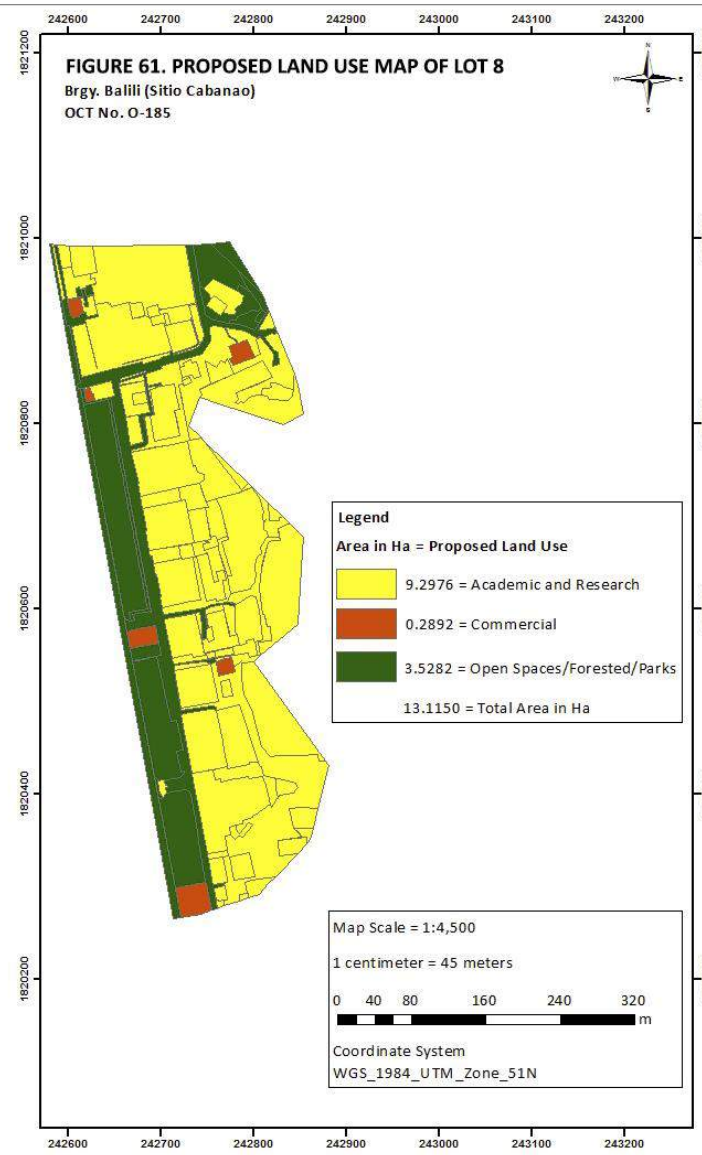 242600 242700 242800 242900 243000 243100 243200
1821200
FIGURE 61. PROPOSED LAND USE MAP OF LOT 8
Brgy. Balili (Sitio Cabanao)
OCT No. O-185
N
W E
S
1821000
1820800
Legend
Area in Ha = Proposed Land Use
9.2976 = Academic and Research
0.2892 = Commercial
3.5282 = Open Spaces/Forested/Parks
13.1150 = Total Area in Ha
1820600
1820400
Map Scale = 1:4,500
1 centimeter = 45 meters
0 40 80 160 240 320
m
Coordinate System
WGS_1984_UTM_Zone_51N
1820200
242600 242700 242800 242900 243000 243100 243200